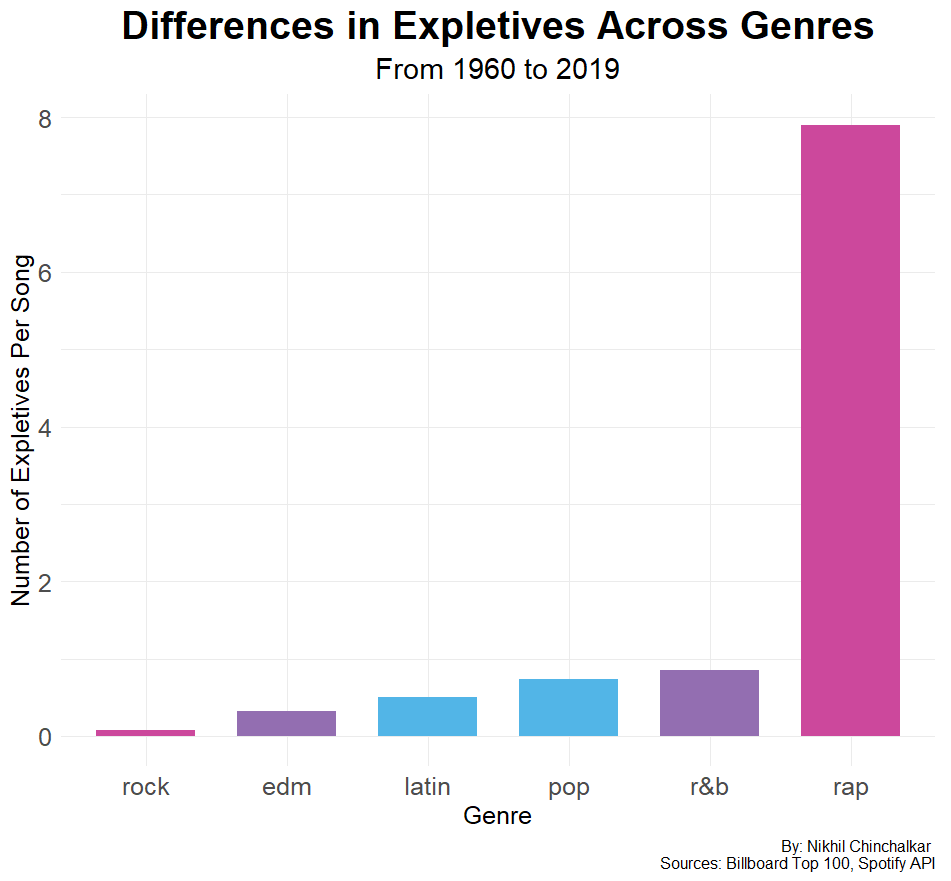 Differences in Expletives Across Genres
From 1960 to 2019
Number of Expletives Per Song
8
6
4
2
0
rock edm latin pop r&b rap
Genre
By: Nikhil Chinchalkar
Sources: Billboard Top 100, Spotify API